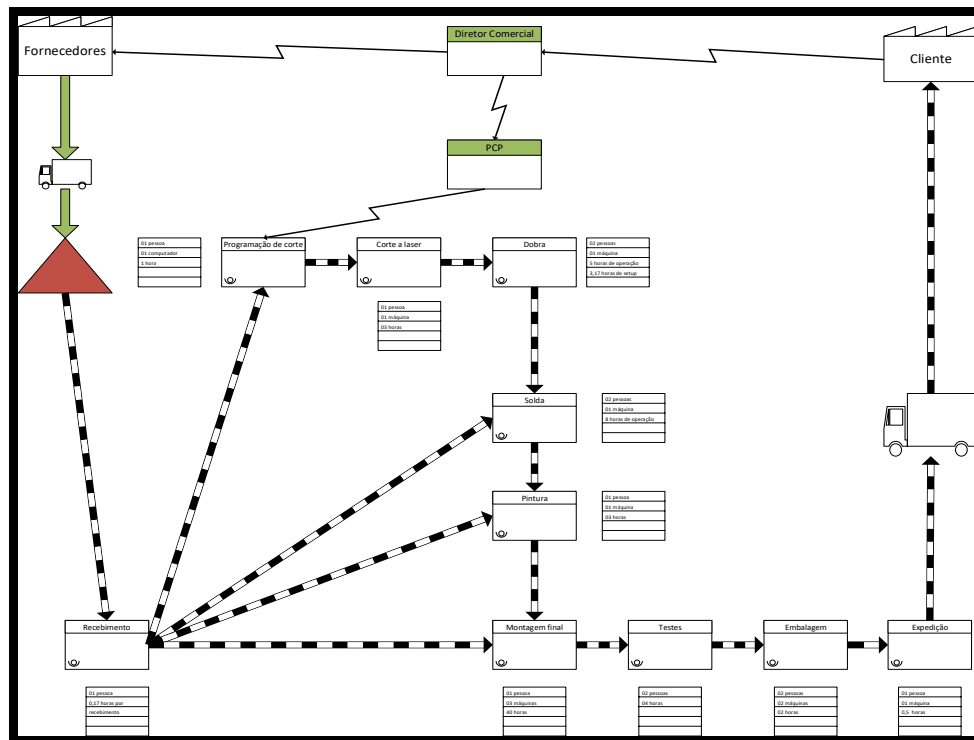 Fornecedores
Diretor Comercial
Cliente
PCP
01 pessoa
01 computador
1 hora
Programação de corte
Corte a laser
Dobra
02 pessoas
01 máquina
5 horas de operação
3,17 horas de setup
01 pessoa
01 máquina
03 horas
Solda
02 pessoas
01 máquina
8 horas de operação
Pintura
01 pessoa
01 máquina
03 horas
Recebimento
Montagem final
Testes
Embalagem
Expedição
01 pessoa
0,17 horas por
recebimento
01 pessoa
03 máquinas
40 horas
02 pessoas
04 horas
02 pessoas
02 máquinas
02 horas
01 pessoa
01 máquina
0,5 horas